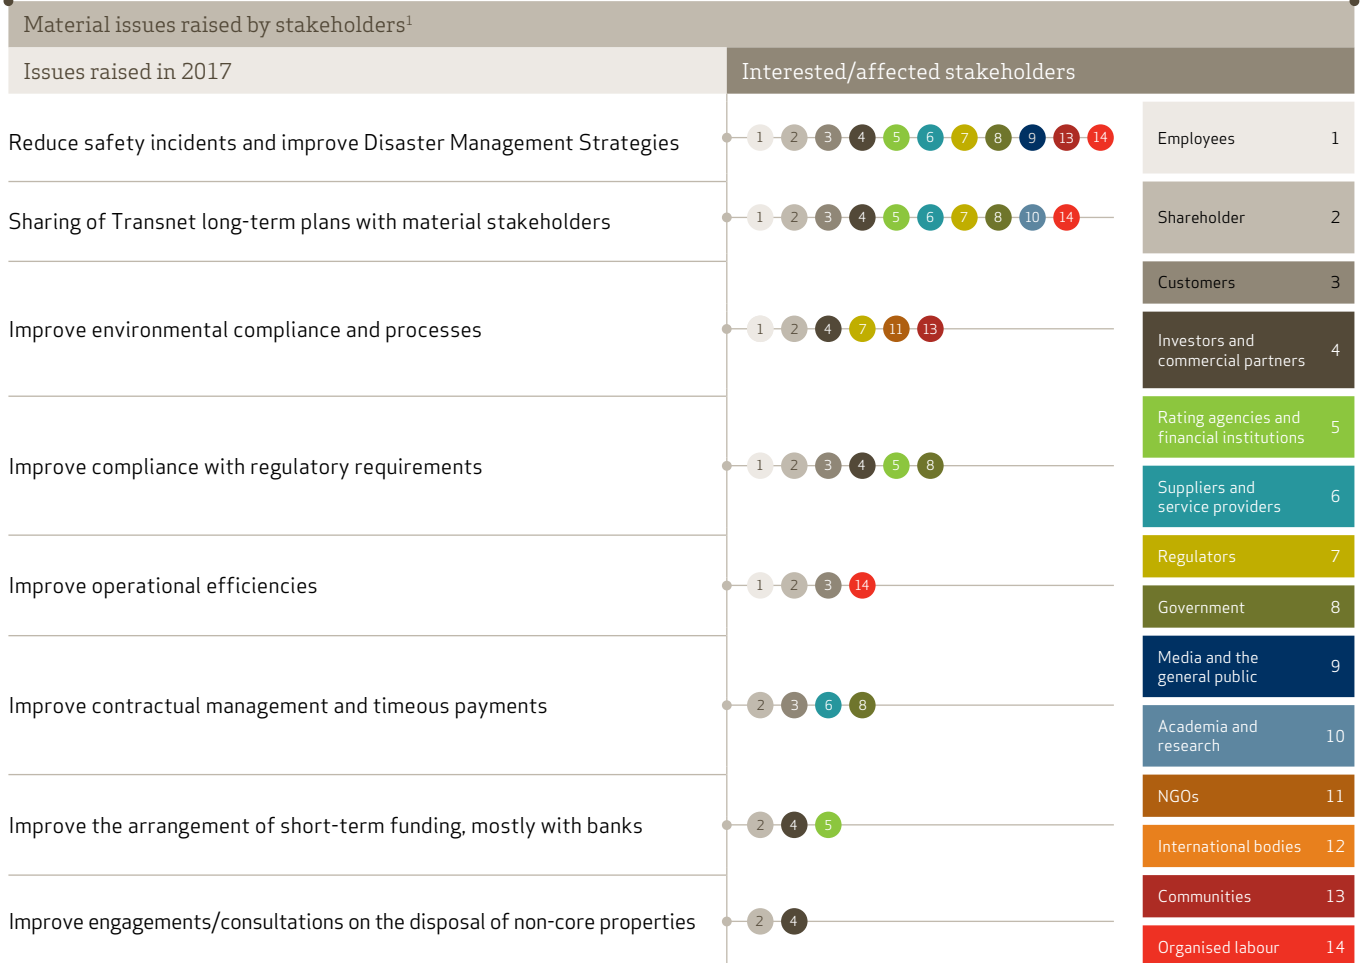 Material issues raised by stakeholders1
Issues raised in 2017
Interested/affected stakeholders
Reduce safety incidents and improve Disaster Management Strategies
1 2 3 4 5 6 7 8 9 13 14
Sharing of Transnet long-term plans with material stakeholders
1 2 3 4 5 6 7 8 10 14
Improve environmental compliance and processes
1 2 4 7 11 13
Improve compliance with regulatory requirements
1 2 3 4 5 8
Improve operational efficiencies
1 2 3 14
Improve contractual management and timeous payments
2 3 6 8
Improve the arrangement of short-term funding, mostly with banks
2 4 5
Improve engagements/consultations on the disposal of non-core properties
2 4
Employees 1
Shareholder 2
Customers 3
Investors and
commercial partners 4
Rating agencies and
financial institutions 5
Suppliers and
service providers 6
Regulators 7
Government 8
Media and the
general public 9
Academia and
research 10
NGOs 11
International bodies 12
Communities 13
Organised labour 14